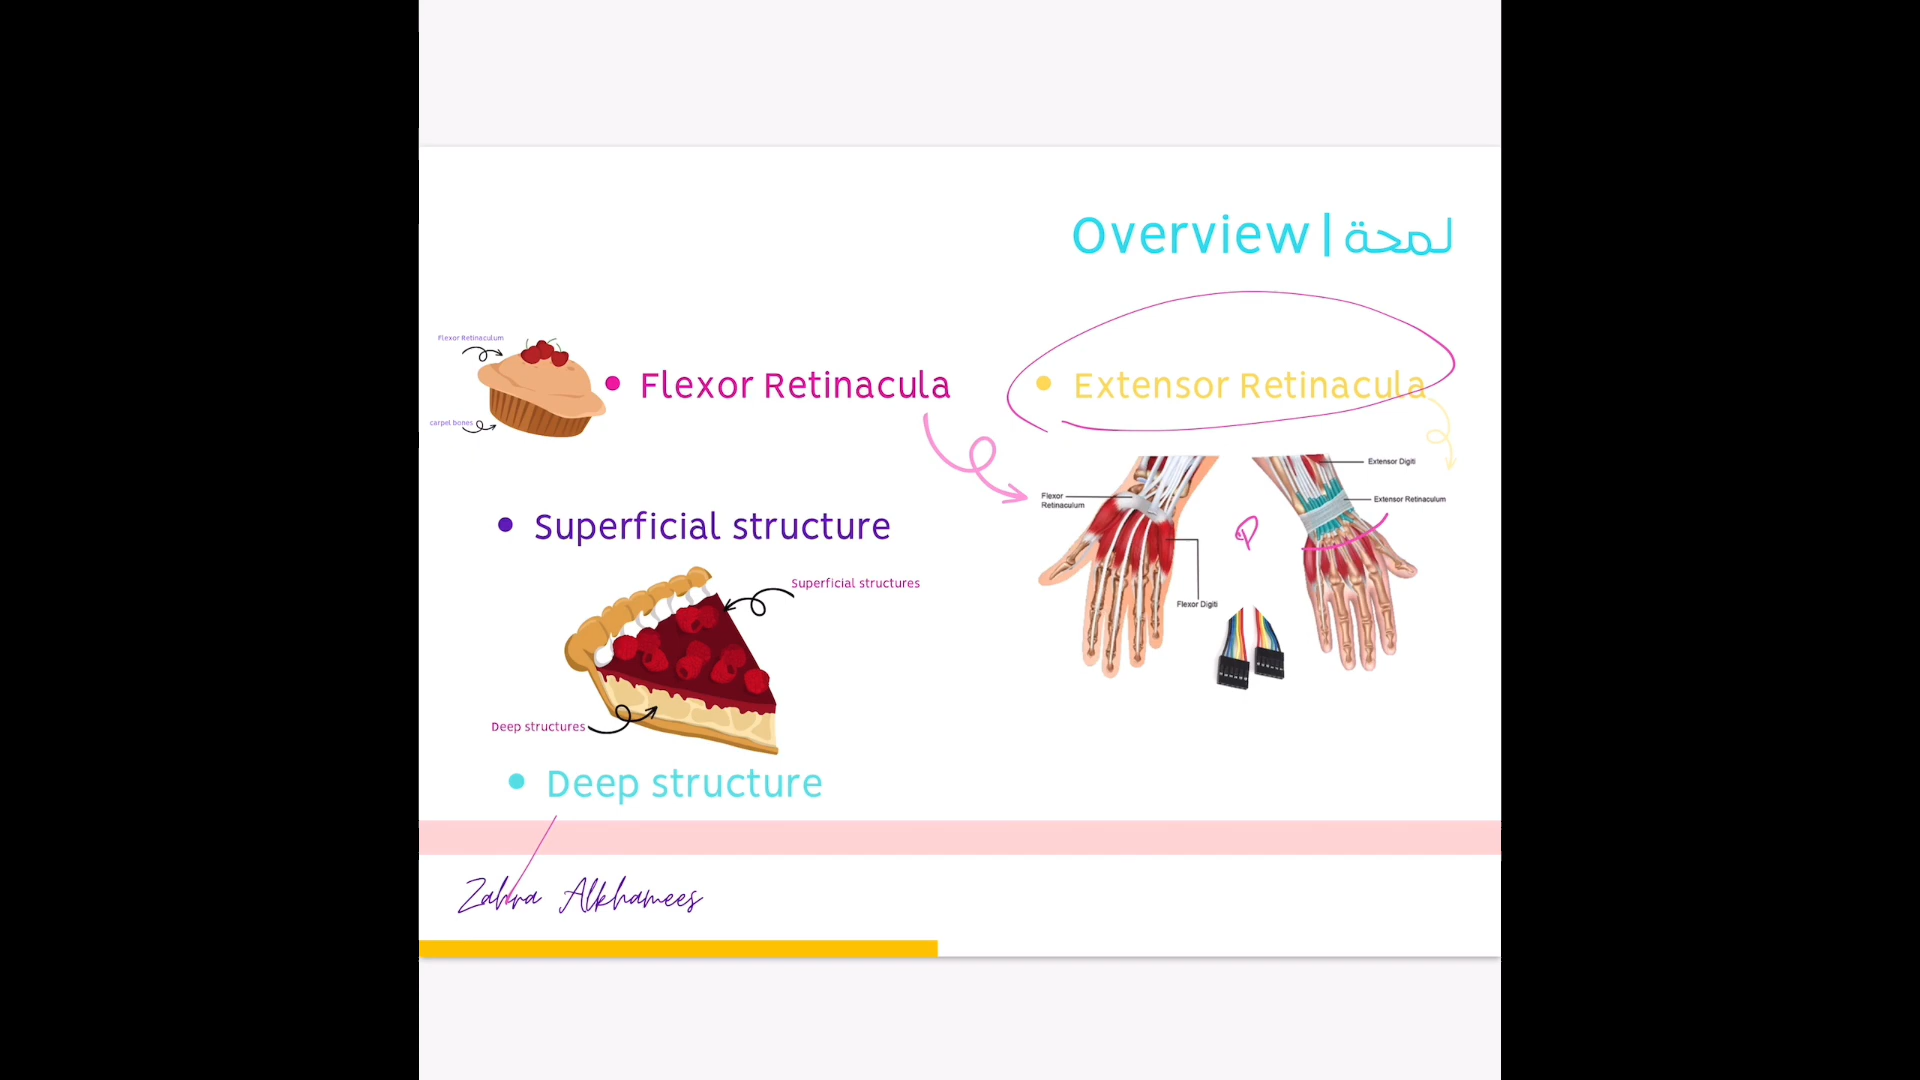 Overview | لمحة
Flexor Retinaculum
carpel bones
• Flexor Retinacula
• Extensor Retinacula
Extensor Digiti
Flexor
Retinaculum
Extensor Retinaculum
Flexor Digiti
• Superficial structure
Superficial structures
Deep structures
• Deep structure
Zahra Alkhamees